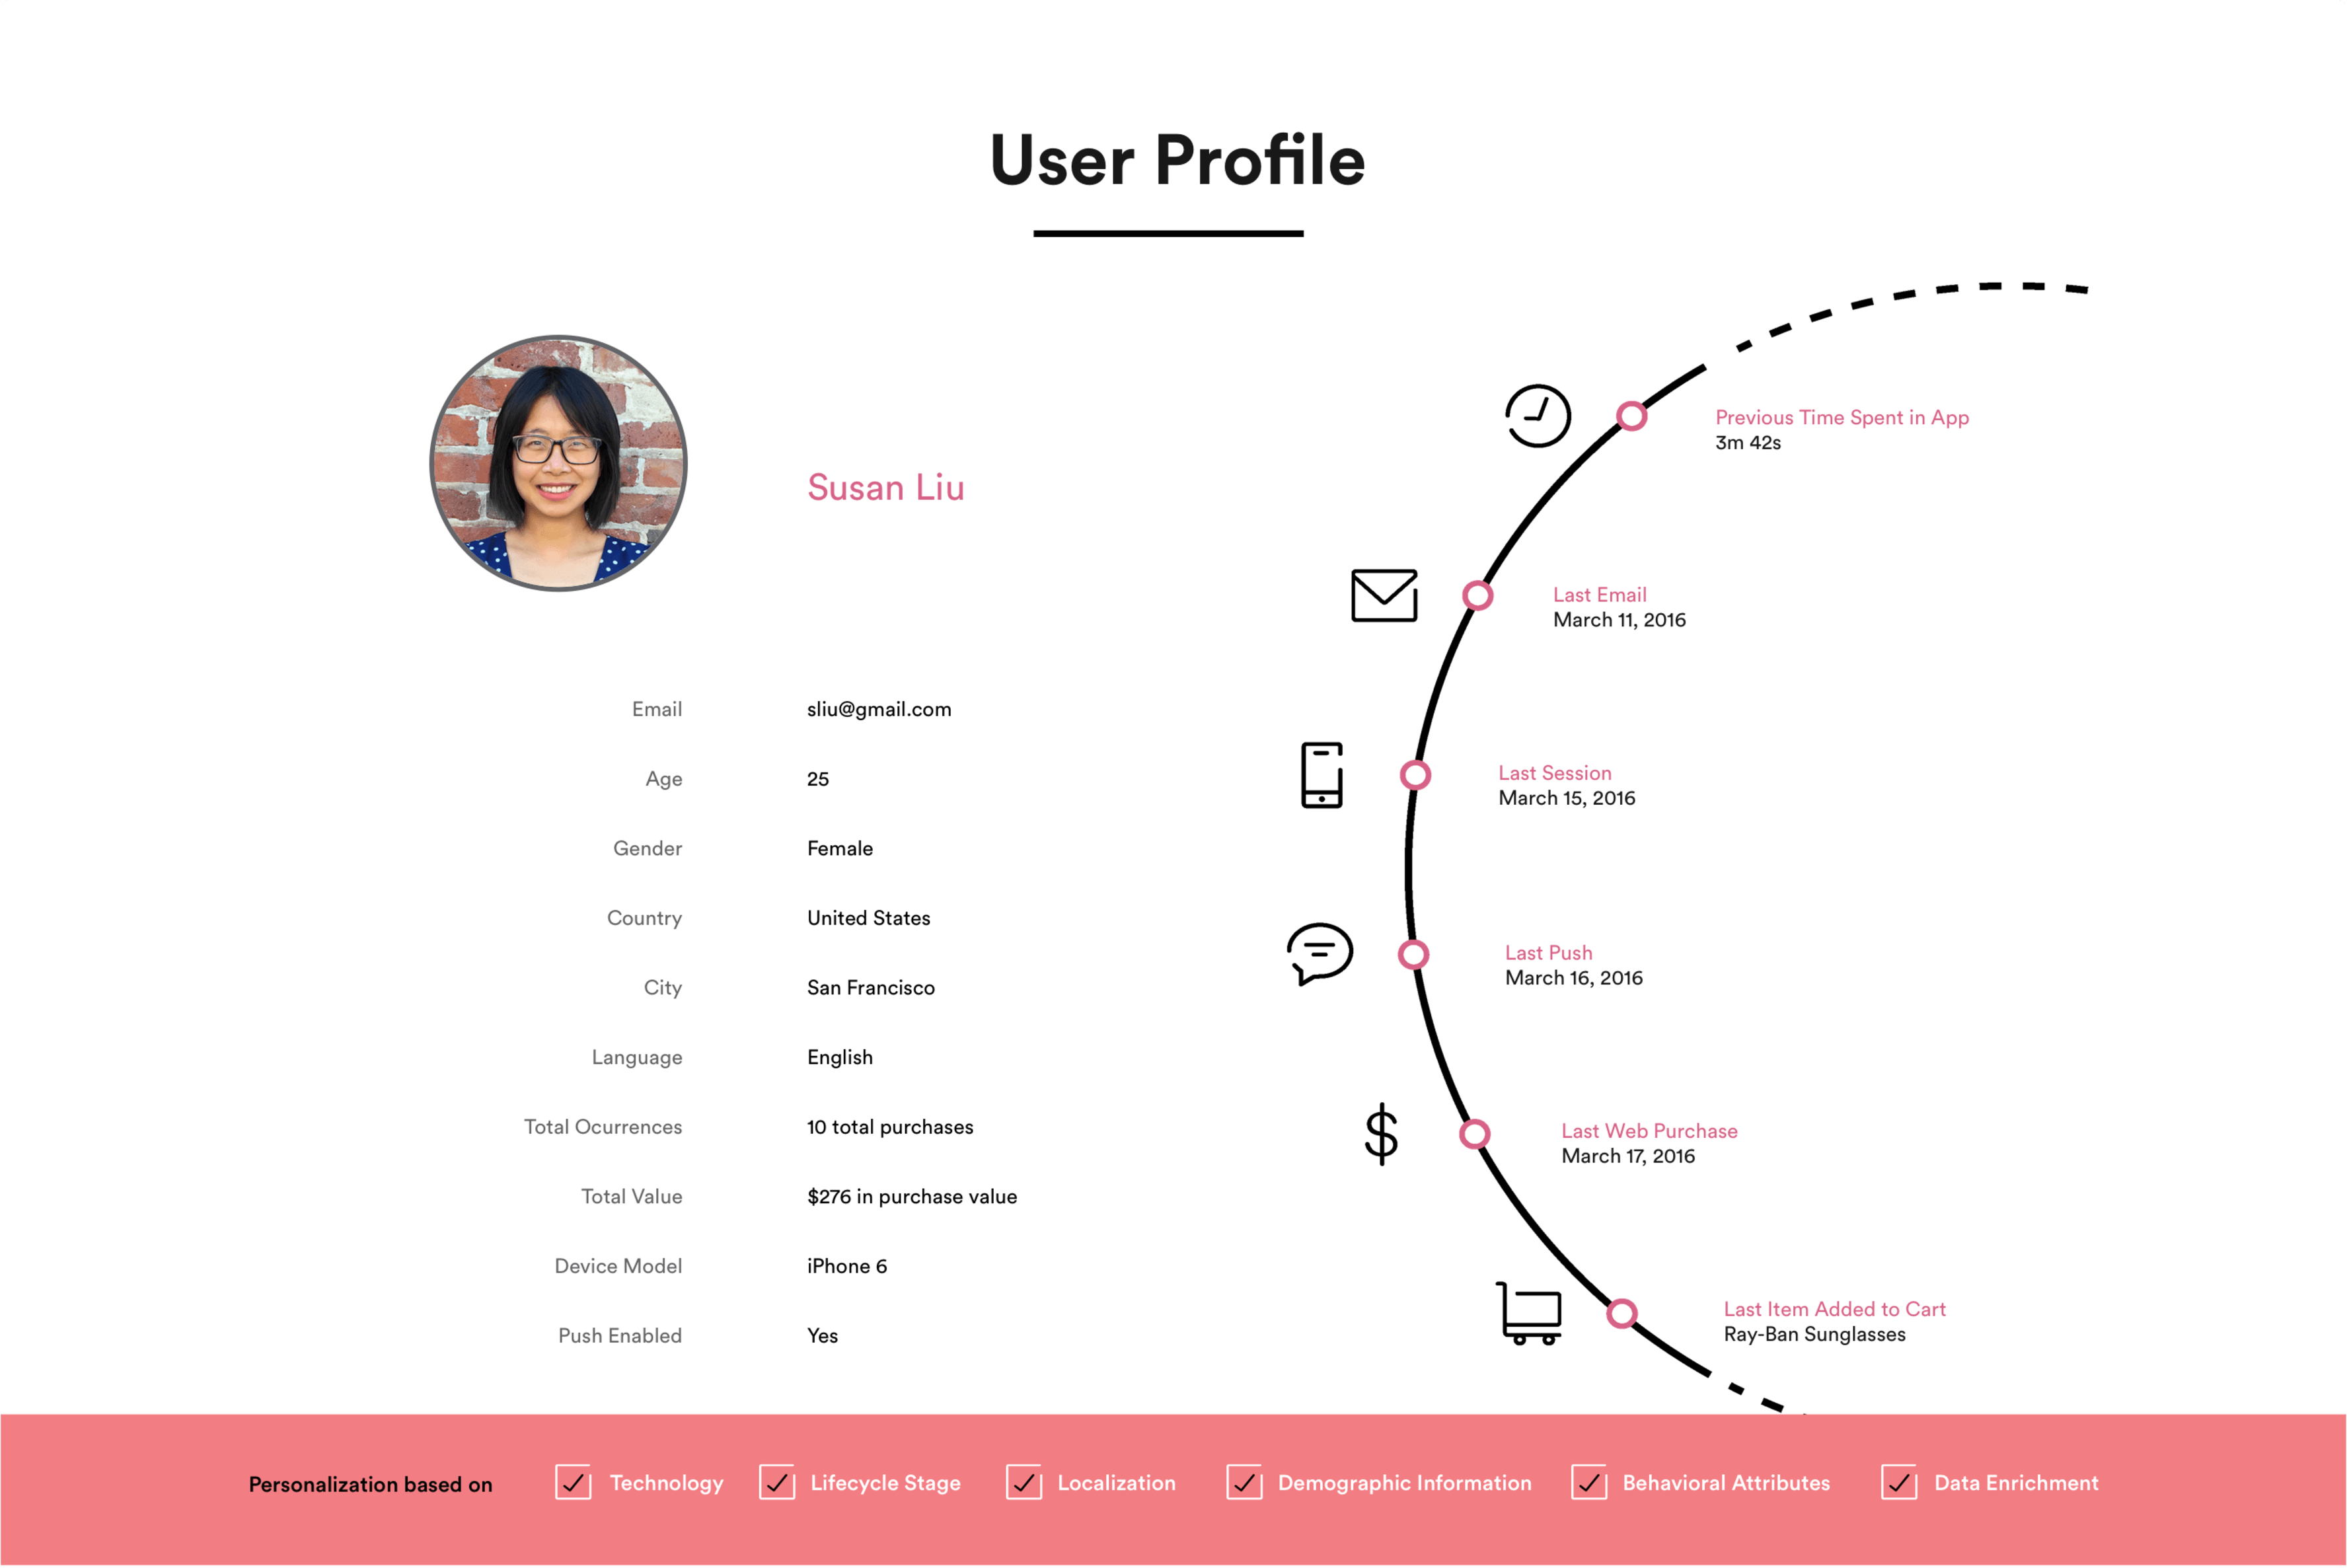 User Profile
Susan Liu
Email sliu@gmail.com
Age 25
Gender Female
Country United States
City San Francisco
Language English
Total Ocurrences 10 total purchases
Total Value $276 in purchase value
Device Model iPhone 6
Push Enabled Yes
Previous Time Spent in App
3m 42s
Last Email
March 11, 2016
Last Session
March 15, 2016
Last Push
March 16, 2016
$
Last Web Purchase
March 17, 2016
Last Item Added to Cart
Ray-Ban Sunglasses
Personalization based on Technology Lifecycle Stage Localization Demographic Information Behavioral Attributes Data Enrichment